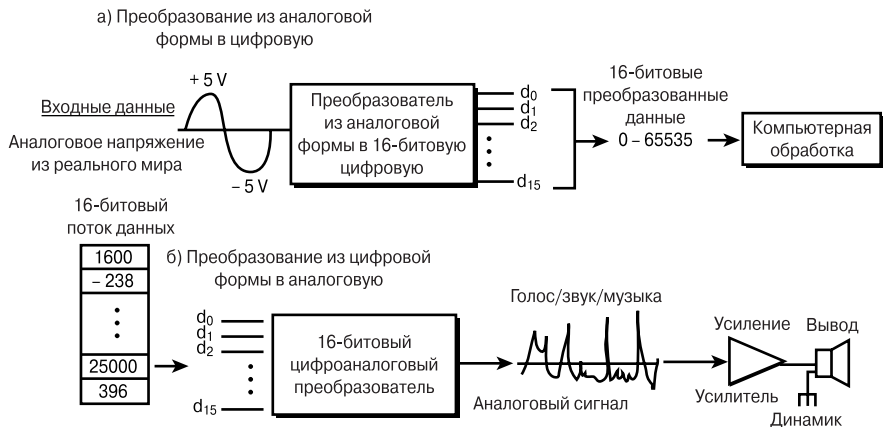 а) Преобразование из аналоговой
формы в цифровую
+ 5 V
Входные данные
Аналоговое напряжение
из реального мира
– 5 V
Преобразователь
из аналоговой
формы в 16-битовую
цифровую
d0
d1
d2
d15
16-битовые
преобразованные
данные
0 – 65535
Компьютерная
обработка
16-битовый
поток данных
1600
– 238
25000
396
б) Преобразование из цифровой
формы в аналоговую
d0
d1
d2
d15
16-битовый
цифроаналоговый
преобразователь
Голос/звук/музыка
Аналоговый сигнал
Усиление
Вывод
Усилитель
Динамик